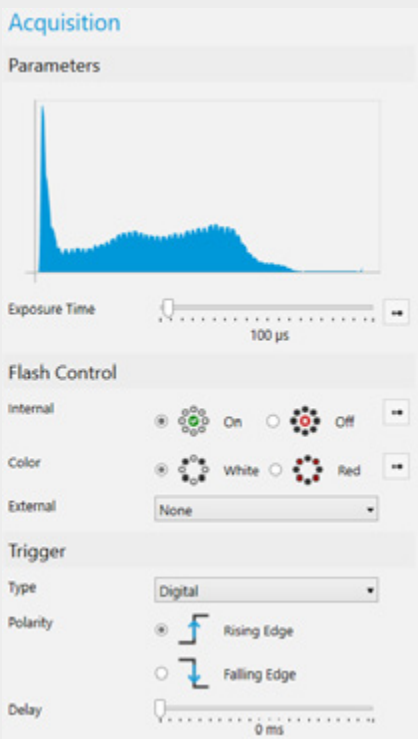 Acquisition
Parameters
Exposure Time
100 µs
Flash Control
Internal On Off
Color White Red
External None
Trigger
Type Digital
Polarity Rising Edge
Falling Edge
Delay
0 ms